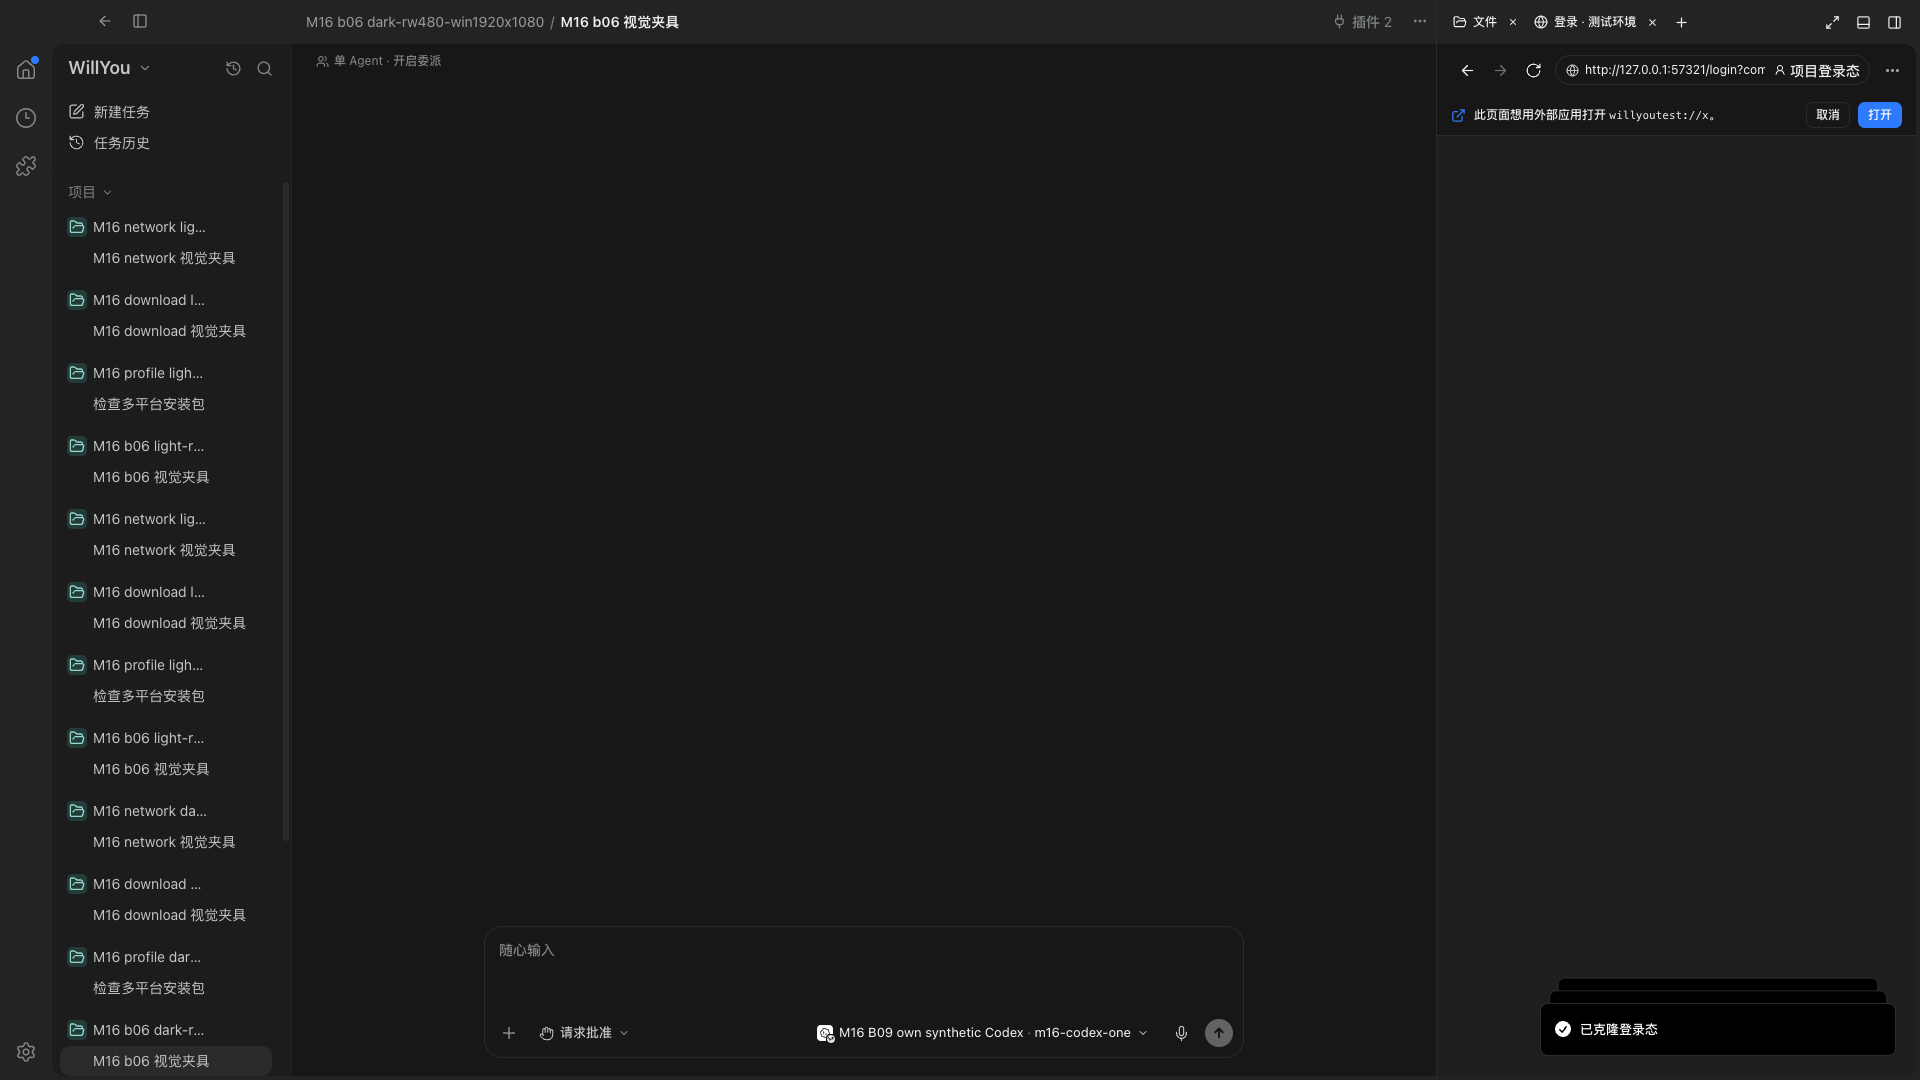 M16 b06 dark-rw480-win1920x1080 / M16 b06 视觉夹具
插件 2
文件
登录 · 测试环境
WillYou
新建任务
任务历史
项目
M16 network lig...
M16 network 视觉夹具
M16 download l...
M16 download 视觉夹具
M16 profile ligh...
检查多平台安装包
M16 b06 light-r...
M16 b06 视觉夹具
M16 network lig...
M16 network 视觉夹具
M16 download l...
M16 download 视觉夹具
M16 profile ligh...
检查多平台安装包
M16 b06 light-r...
M16 b06 视觉夹具
M16 network da...
M16 network 视觉夹具
M16 download ...
M16 download 视觉夹具
M16 profile dar...
检查多平台安装包
M16 b06 dark-r...
M16 b06 视觉夹具
单 Agent · 开启委派
随心输入
请求批准
M16 B09 own synthetic Codex · m16-codex-one
http://127.0.0.1:57321/login?com
项目登录态
此页面想用外部应用打开 willyoutest://x。
取消
打开
已克隆登录态